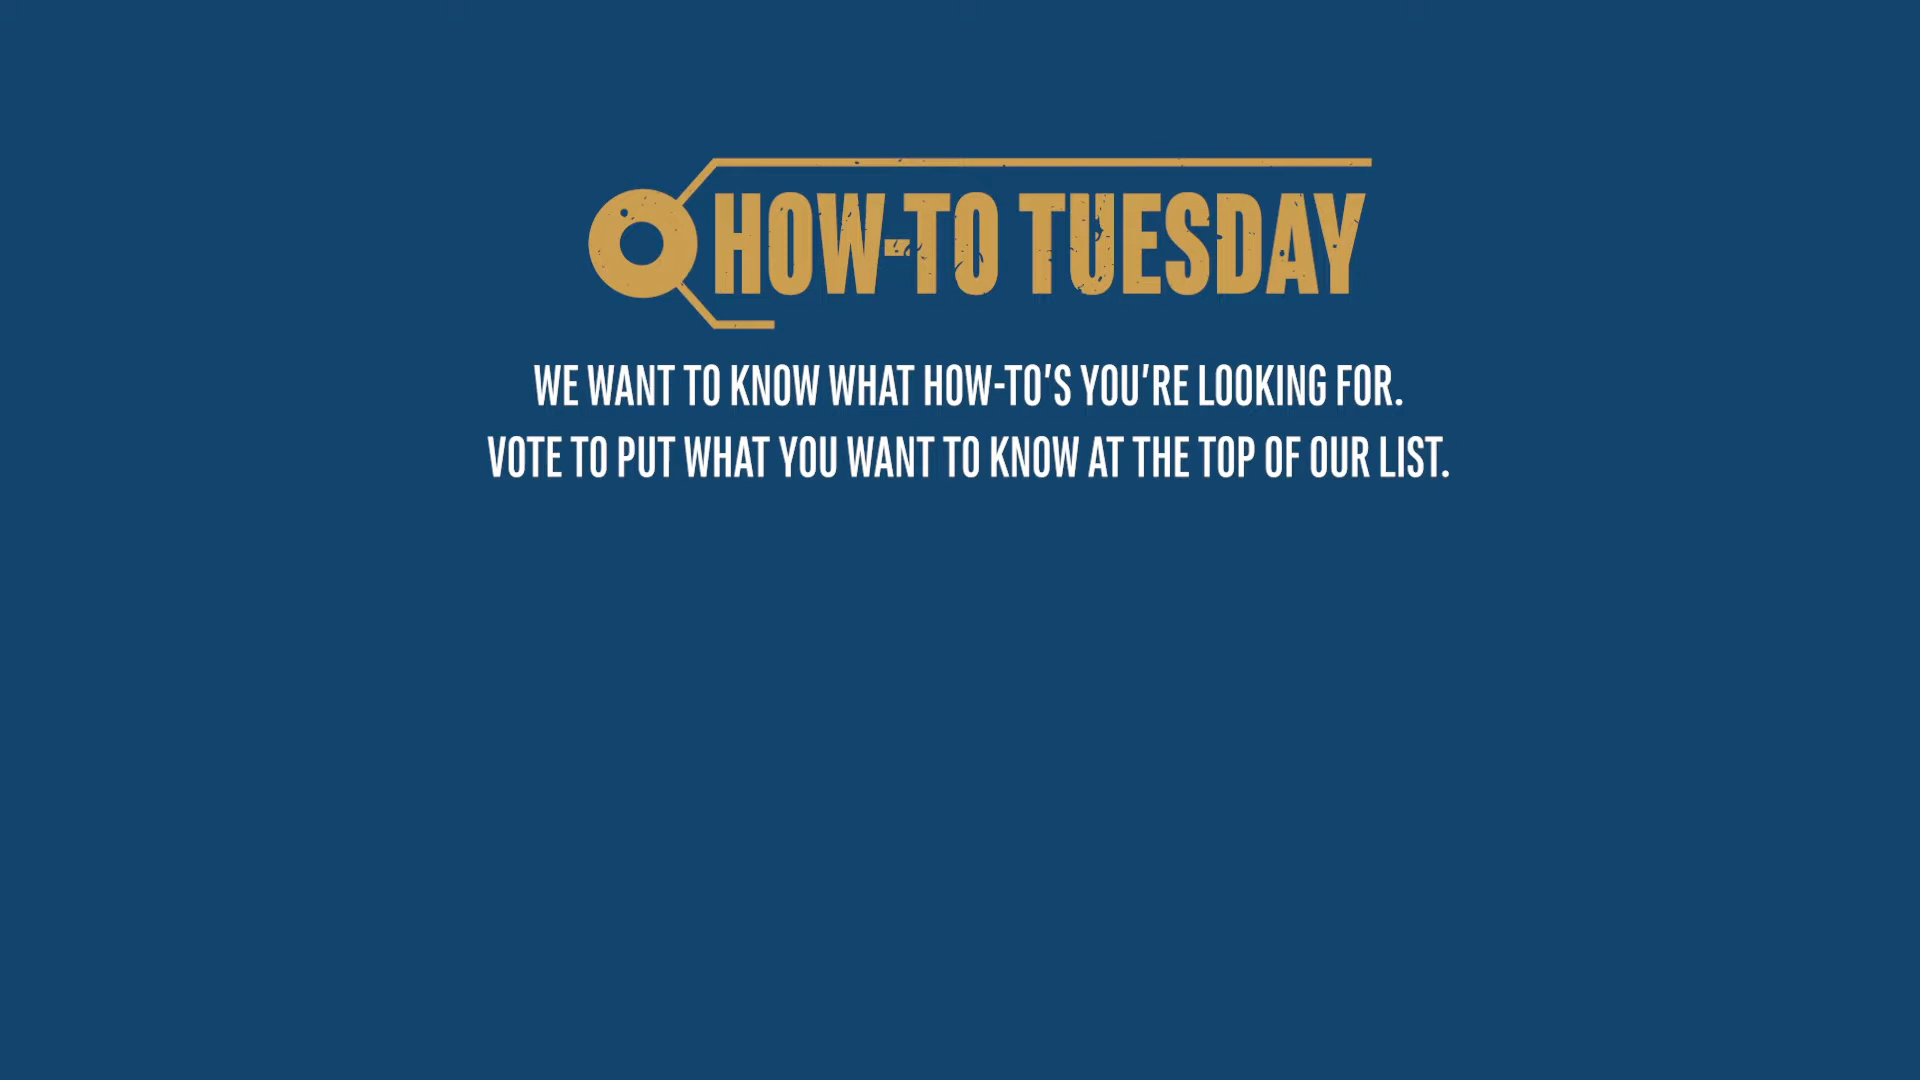 HOW-TO TUESDAY
WE WANT TO KNOW WHAT HOW-TO'S YOU'RE LOOKING FOR.
VOTE TO PUT WHAT YOU WANT TO KNOW AT THE TOP OF OUR LIST.